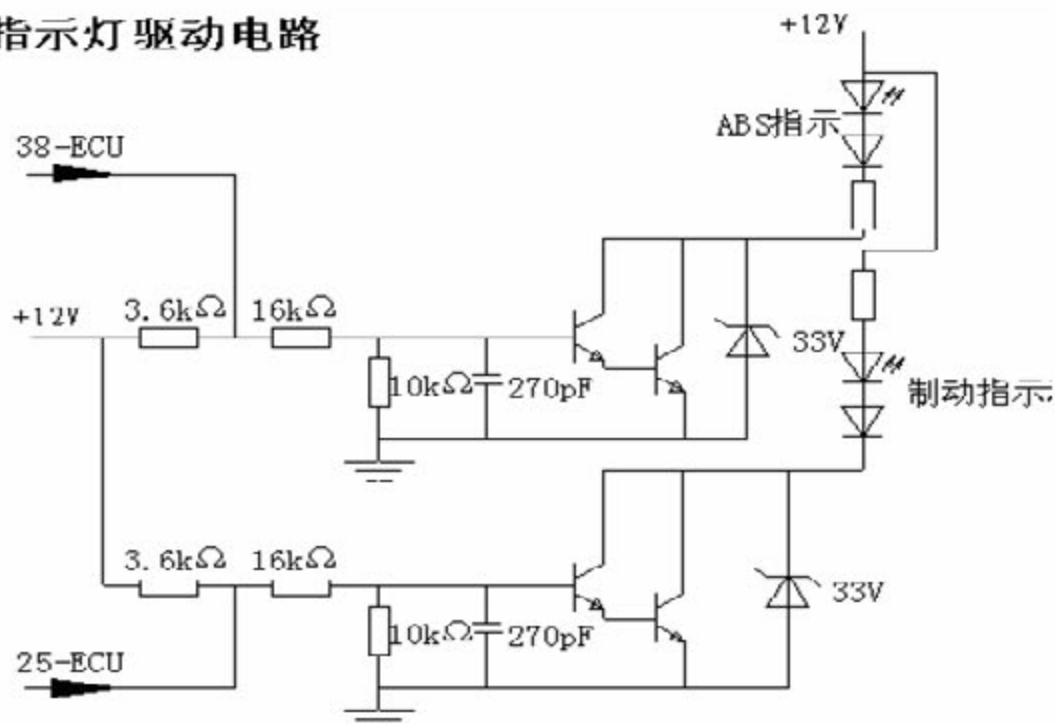 指示灯驱动电路
+12V
ABS指示
38-ECU
+12V
3.6kΩ
16kΩ
10kΩ
270pF
33V
制动指示
3.6kΩ
16kΩ
10kΩ
270pF
33V
25-ECU